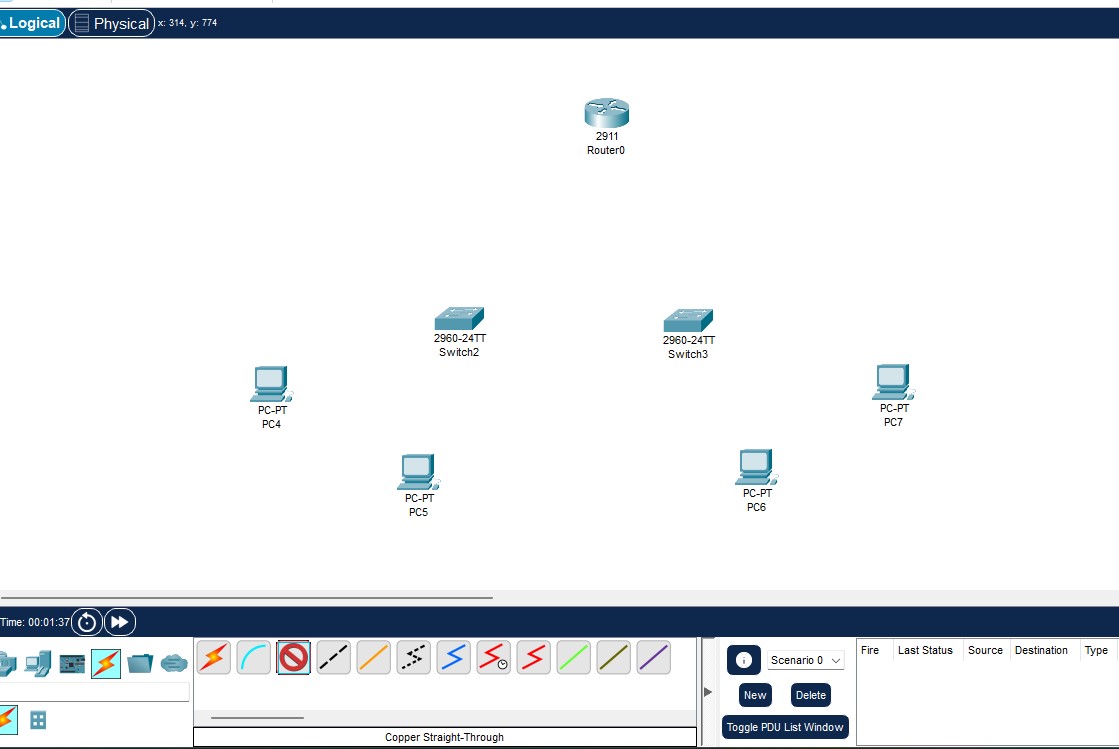 Logical Physical x: 314, y: 774
2911
Router0
2960-24TT
Switch2
2960-24TT
Switch3
PC-PT
PC4
PC-PT
PC7
PC-PT
PC5
PC-PT
PC6
Time: 00:01:37
Scenario 0
New Delete
Toggle PDU List Window
Fire Last Status Source Destination Type
Copper Straight-Through